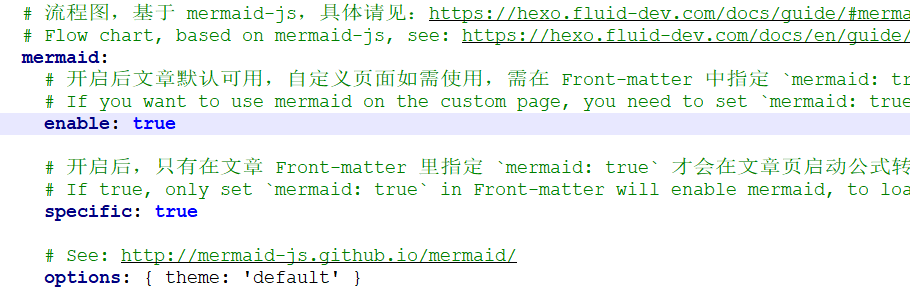 # 流程图，基于 mermaid-js，具体请见：https://hexo.fluid-dev.com/docs/guide/#merma
# Flow chart, based on mermaid-js, see: https://hexo.fluid-dev.com/docs/en/guide/
mermaid:
# 开启后文章默认可用，自定义页面如需使用，需在 Front-matter 中指定 `mermaid: tr
# If you want to use mermaid on the custom page, you need to set `mermaid: true
enable: true
# 开启后，只有在文章 Front-matter 里指定 `mermaid: true` 才会在文章页启动公式转
# If true, only set `mermaid: true` in Front-matter will enable mermaid, to loa
specific: true
# See: http://mermaid-js.github.io/mermaid/
options: { theme: 'default' }